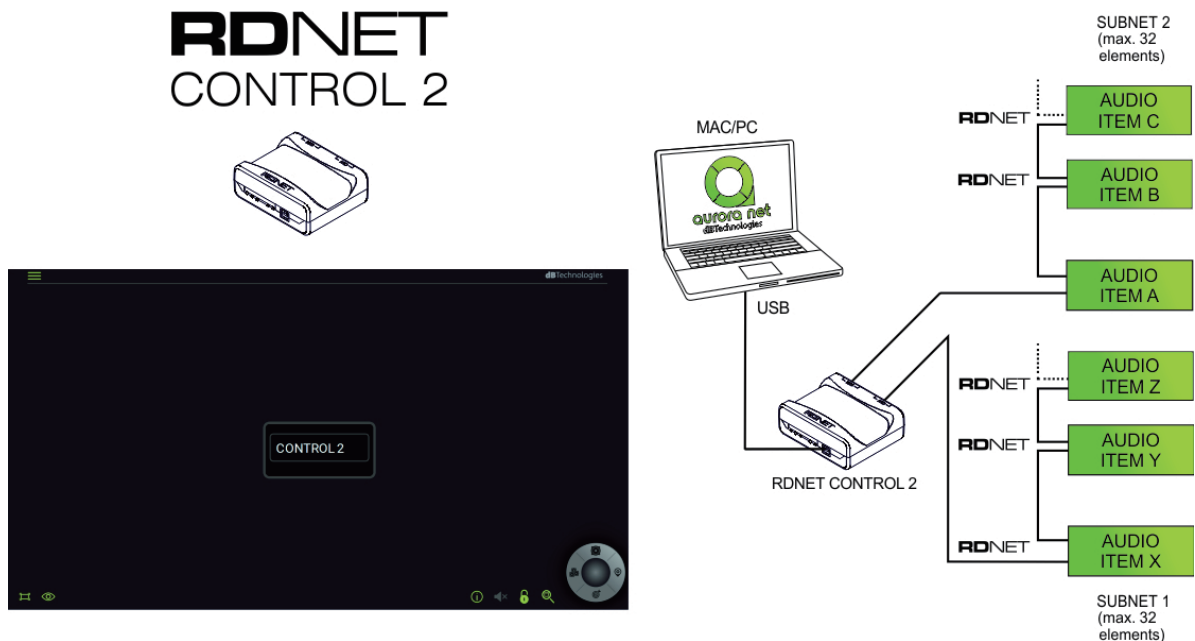 RDNET
CONTROL 2
RDNET
dBTechnologies
CONTROL 2
MAC/PC
aurora net
dBTechnologies
USB
RDNET
RDNET CONTROL 2
SUBNET 2
(max. 32
elements)
RDNET
AUDIO
ITEM C
RDNET
AUDIO
ITEM B
AUDIO
ITEM A
RDNET
AUDIO
ITEM Z
RDNET
AUDIO
ITEM Y
RDNET
AUDIO
ITEM X
SUBNET 1
(max. 32
elements)